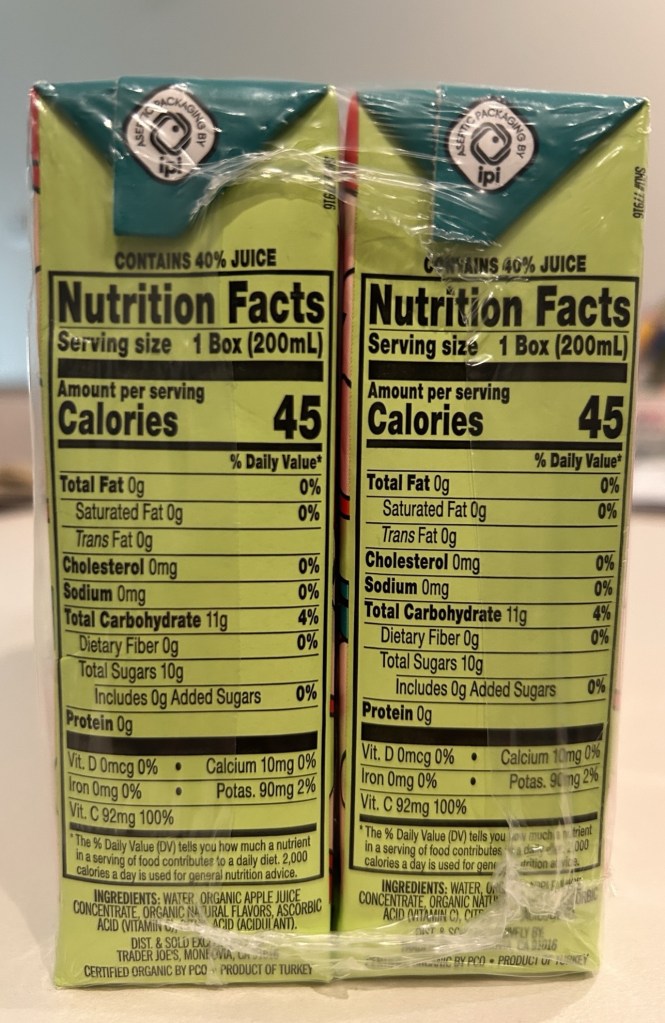 ASEPTIC PACKAGING BY
ipi
CONTAINS 40% JUICE
Nutrition Facts
Serving size 1 Box (200mL)
Amount per serving
Calories 45
% Daily Value*
Total Fat 0g 0%
Saturated Fat 0g 0%
Trans Fat 0g
Cholesterol 0mg 0%
Sodium 0mg 0%
Total Carbohydrate 11g 4%
Dietary Fiber 0g 0%
Total Sugars 10g
Includes 0g Added Sugars 0%
Protein 0g
Vit. D 0mcg 0% • Calcium 10mg 0%
Iron 0mg 0% • Potas. 90mg 2%
Vit. C 92mg 100%
*The % Daily Value (DV) tells you how much a nutrient
in a serving of food contributes to a daily diet. 2,000
calories a day is used for general nutrition advice.
INGREDIENTS: WATER, ORGANIC APPLE JUICE
CONCENTRATE, ORGANIC NATURAL FLAVORS, ASCORBIC
ACID (VITAMIN C), ACID (ACIDULANT).
DIST. & SOLD
TRADER JOE'S, MONROVIA, CA
CERTIFIED ORGANIC BY PCO • PRODUCT OF TURKEY
ASEPTIC PACKAGING BY
ipi
SKU# 77916
CONTAINS 40% JUICE
Nutrition Facts
Serving size 1 Box (200mL)
Amount per serving
Calories 45
% Daily Value*
Total Fat 0g 0%
Saturated Fat 0g 0%
Trans Fat 0g
Cholesterol 0mg 0%
Sodium 0mg 0%
Total Carbohydrate 11g 4%
Dietary Fiber 0g 0%
Total Sugars 10g
Includes 0g Added Sugars 0%
Protein 0g
Vit. D 0mcg 0% • Calcium 10mg 0%
Iron 0mg 0% • Potas. 90mg 2%
Vit. C 92mg 100%
*The % Daily Value (DV) tells you how much a nutrient
in a serving of food contributes to a daily
calories a day is used for nutrition advice.
INGREDIENTS: WATER,
CONCENTRATE, ORGANIC
ACID (VITAMIN C),
DIST. & BY
CA 91016
ORGANIC BY PCO • PRODUCT OF TURKEY